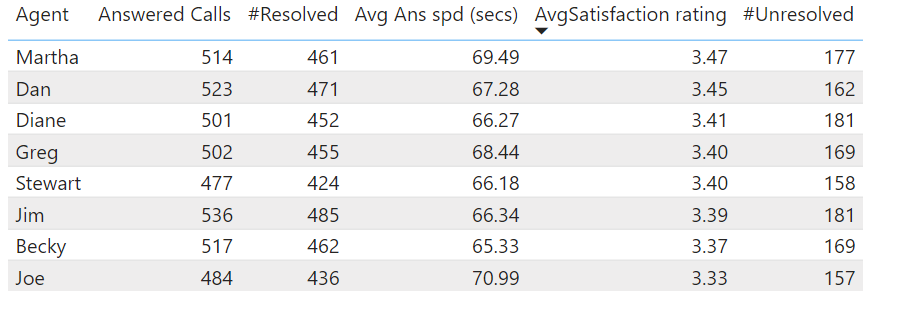 Agent Answered Calls #Resolved Avg Ans spd (secs) AvgSatisfaction rating #Unresolved
Martha 514 461 69.49 3.47 177
Dan 523 471 67.28 3.45 162
Diane 501 452 66.27 3.41 181
Greg 502 455 68.44 3.40 169
Stewart 477 424 66.18 3.40 158
Jim 536 485 66.34 3.39 181
Becky 517 462 65.33 3.37 169
Joe 484 436 70.99 3.33 157